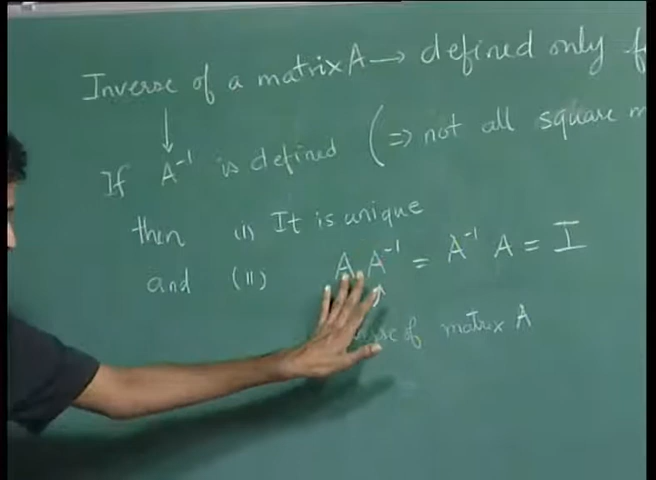 Inverse of a matrix A → defined only
If A⁻¹ is defined (⇒ not all square
then (i) It is unique
and (ii) A A⁻¹ = A⁻¹ A = I
of matrix A